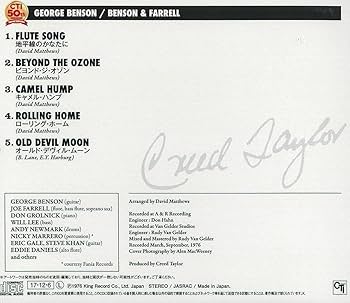 CTI
50th
GEORGE BENSON / BENSON & FARRELL
1. FLUTE SONG
地平線のかなたに
(David Matthews)
2. BEYOND THE OZONE
ビヨンド・ジ・オゾン
(David Matthews)
3. CAMEL HUMP
キャメル・ハンプ
(David Matthews)
4. ROLLING HOME
ローリング・ホーム
(David Matthews)
5. OLD DEVIL MOON
オールド・デヴィル・ムーン
(B. Lane, E.Y. Harburg)
Creed Taylor
GEORGE BENSON (guitar)
JOE FARRELL (flute, bass flute, soprano sax)
DON GROLNICK (piano)
WILL LEE (bass)
ANDY NEWMARK (drums)
NICKY MARRERO (percussion) *
ERIC GALE, STEVE KHAN (guitar)
EDDIE DANIELS (alto flute)
and others
* courtesy Fania Records
Arranged by David Matthews
Recorded at A & R Recording
Engineer : Don Hahn
Recorded at Van Gelder Studios
Engineer : Rudy Van Gelder
Mixed and Mastered by Rudy Van Gelder
Recorded March, September, 1976
Cover Photography by Alen MacWeeney
Produced by Creed Taylor
DIGITAL AUDIO
17・12・6 Ⓛ
Ⓟ1976 King Record Co., Ltd. Japan STEREO / JASRAC / Made in Japan
CTi